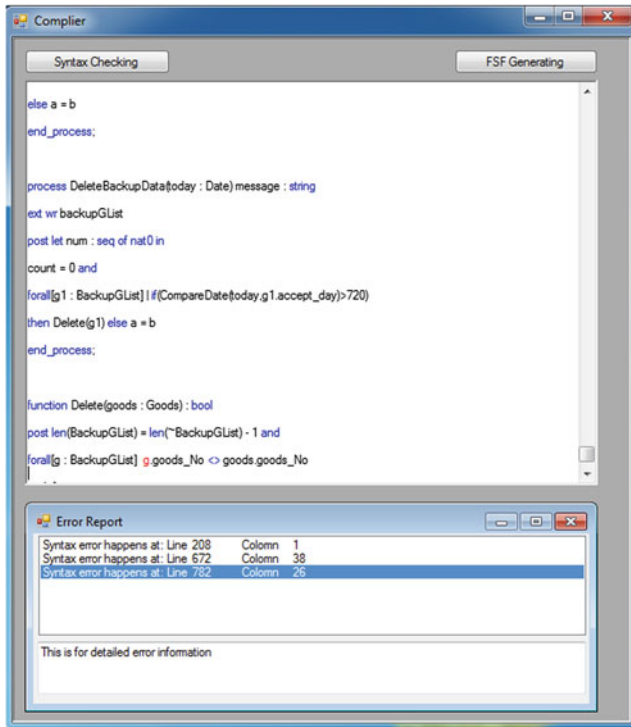 Complier
Syntax Checking FSF Generating
else a = b
end_process;
process DeleteBackupData(today : Date) message : string
ext wr backupGList
post let num : seq of nat0 in
count = 0 and
forall[g1 : BackupGList] | if(CompareDate(today,g1.accept_day)>720)
then Delete(g1) else a = b
end_process;
function Delete(goods : Goods) : bool
post len(BackupGList) = len(~BackupGList) - 1 and
forall[g : BackupGList] g.goods_No <> goods.goods_No
Error Report
Syntax error happens at: Line 208 Colomn 1
Syntax error happens at: Line 672 Colomn 38
Syntax error happens at: Line 782 Colomn 26
This is for detailed error information